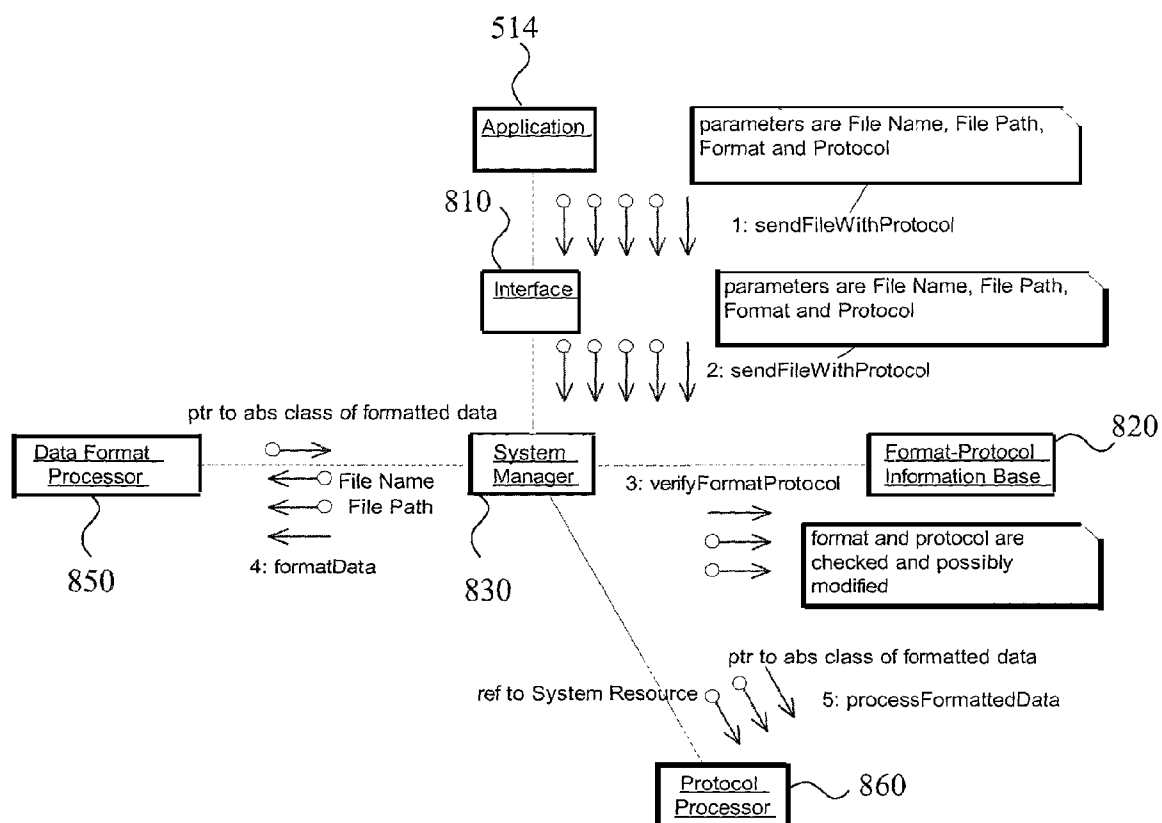 514
Application
parameters are File Name, File Path,
Format and Protocol
810
1: sendFileWithProtocol
Interface
parameters are File Name, File Path,
Format and Protocol
2: sendFileWithProtocol
ptr to abs class of formatted data
820
Data Format
Processor
System
Manager
Format-Protocol
Information Base
File Name
File Path
3: verifyFormatProtocol
4: formatData
850
830
format and protocol are
checked and possibly
modified
ptr to abs class of formatted data
ref to System Resource
5: processFormattedData
Protocol
Processor
860